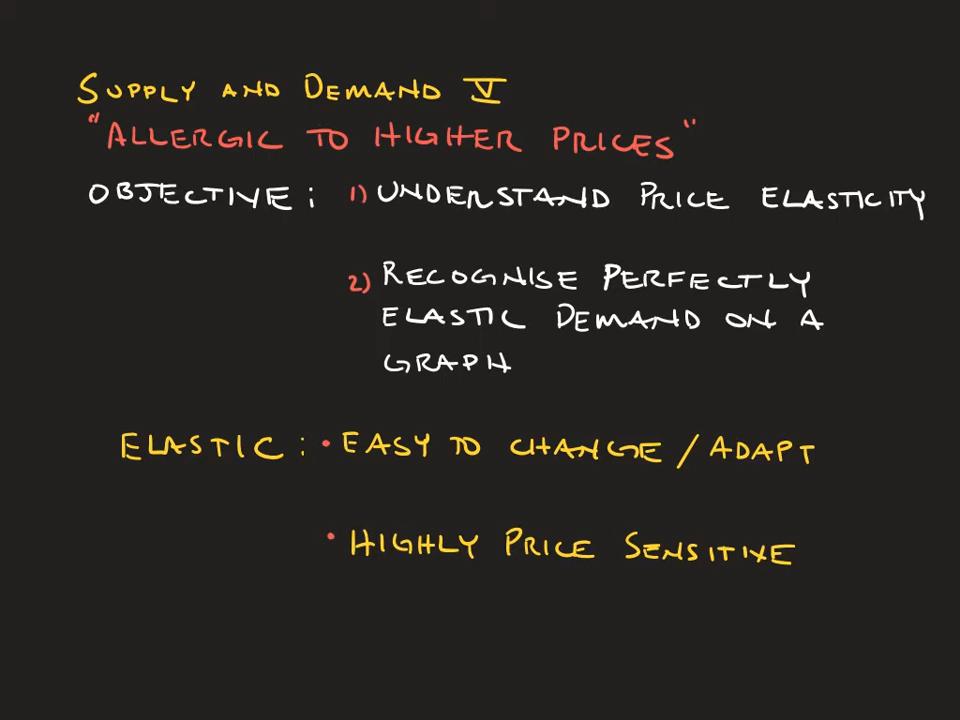 SUPPLY AND DEMAND V
"ALLERGIC TO HIGHER PRICES"
OBJECTIVE: 1) UNDERSTAND PRICE ELASTICITY
2) RECOGNISE PERFECTLY
ELASTIC DEMAND ON A
GRAPH
ELASTIC: • EASY TO CHANGE / ADAPT
• HIGHLY PRICE SENSITIVE